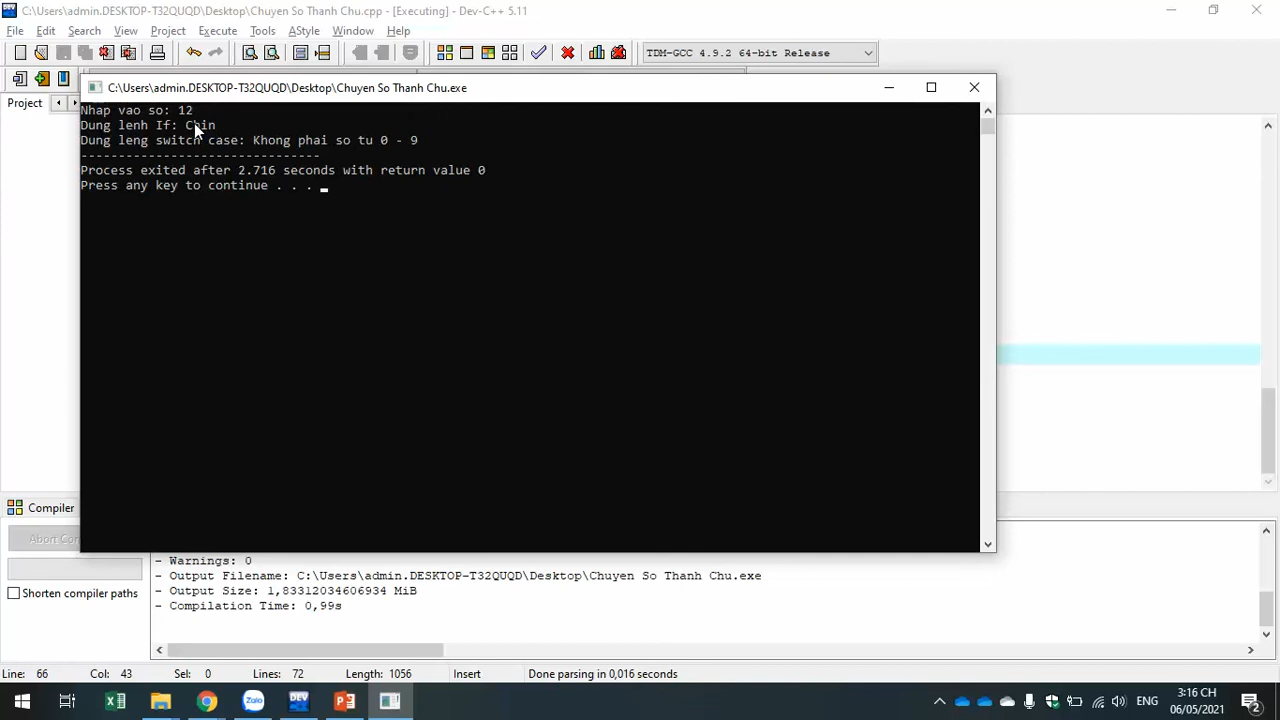 C:\Users\admin.DESKTOP-T32QUQD\Desktop\Chuyen So Thanh Chu.cpp - [Executing] - Dev-C++ 5.11
File Edit Search View Project Execute Tools AStyle Window Help
TDM-GCC 4.9.2 64-bit Release
Project
C:\Users\admin.DESKTOP-T32QUQD\Desktop\Chuyen So Thanh Chu.exe
Nhap vao so: 12
Dung lenh If: Chin
Dung leng switch case: Khong phai so tu 0 - 9
--------------------------------
Process exited after 2.716 seconds with return value 0
Press any key to continue . . .
Compiler
Abort Com
- Warnings: 0
- Output Filename: C:\Users\admin.DESKTOP-T32QUQD\Desktop\Chuyen So Thanh Chu.exe
- Output Size: 1,83312034606934 MiB
- Compilation Time: 0,99s
Shorten compiler paths
Line: 66 Col: 43 Sel: 0 Lines: 72 Length: 1056 Insert Done parsing in 0,016 seconds
Zalo
DEV
ENG
3:16 CH
06/05/2021
2